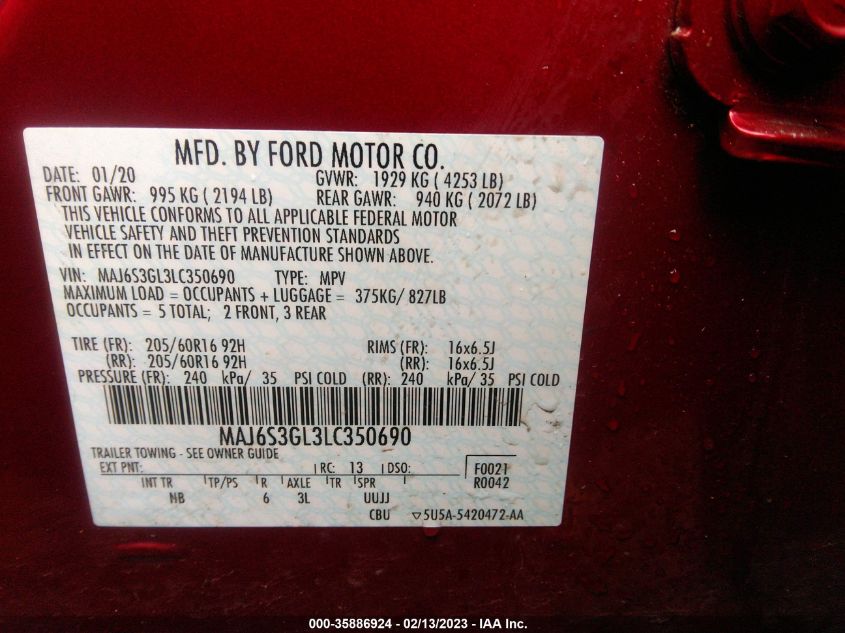 MFD. BY FORD MOTOR CO.
DATE: 01/20 GVWR: 1929 KG ( 4253 LB)
FRONT GAWR: 995 KG ( 2194 LB) REAR GAWR: 940 KG ( 2072 LB)
THIS VEHICLE CONFORMS TO ALL APPLICABLE FEDERAL MOTOR
VEHICLE SAFETY AND THEFT PREVENTION STANDARDS
IN EFFECT ON THE DATE OF MANUFACTURE SHOWN ABOVE.
VIN: MAJ6S3GL3LC350690 TYPE: MPV
MAXIMUM LOAD = OCCUPANTS + LUGGAGE = 375KG/ 827LB
OCCUPANTS = 5 TOTAL; 2 FRONT, 3 REAR
TIRE (FR): 205/60R16 92H RIMS (FR): 16x6.5J
(RR): 205/60R16 92H (RR): 16x6.5J
PRESSURE (FR): 240 kPa/ 35 PSI COLD (RR): 240 kPa/ 35 PSI COLD
MAJ6S3GL3LC350690
TRAILER TOWING - SEE OWNER GUIDE
EXT PNT: RC: 13 DSO: F0021
R0042
INT TR TP/PS R AXLE TR SPR
NB 6 3L UUJJ
CBU ▽5U5A-5420472-AA
000-35886924 - 02/13/2023 - IAA Inc.